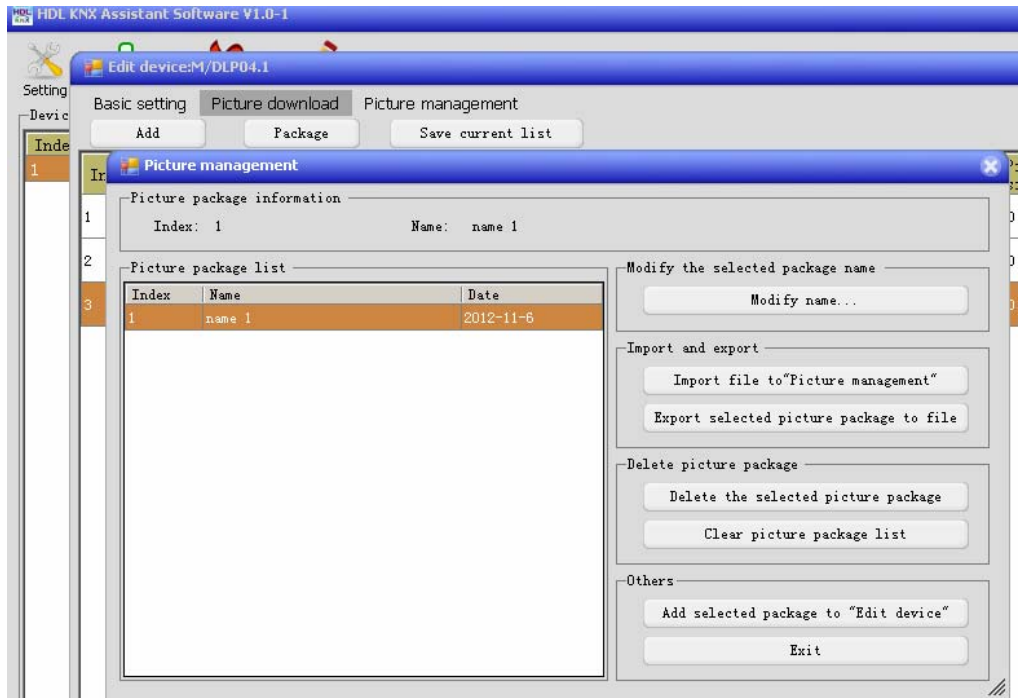 HDL KNX HDL KNX Assistant Software V1.0-1
Edit device:M/DLP04.1
Setting
Basic setting Picture download Picture management
Devic
Add Package Save current list
Inde
1
In
Picture management
1
2
3
Picture package information
Index: 1 Name: name 1
Picture package list
Index Name Date
1 name 1 2012-11-6
Modify the selected package name
Modify name...
Import and export
Import file to"Picture management"
Export selected picture package to file
Delete picture package
Delete the selected picture package
Clear picture package list
Others
Add selected package to "Edit device"
Exit